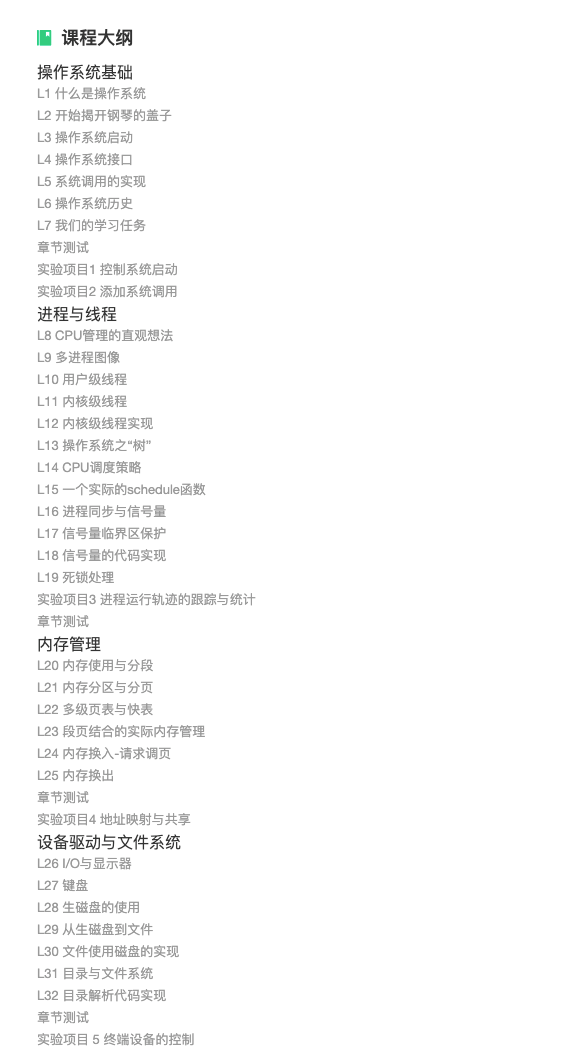 课程大纲
操作系统基础
L1 什么是操作系统
L2 开始揭开钢琴的盖子
L3 操作系统启动
L4 操作系统接口
L5 系统调用的实现
L6 操作系统历史
L7 我们的学习任务
章节测试
实验项目1 控制系统启动
实验项目2 添加系统调用
进程与线程
L8 CPU管理的直观想法
L9 多进程图像
L10 用户级线程
L11 内核级线程
L12 内核级线程实现
L13 操作系统之“树”
L14 CPU调度策略
L15 一个实际的schedule函数
L16 进程同步与信号量
L17 信号量临界区保护
L18 信号量的代码实现
L19 死锁处理
实验项目3 进程运行轨迹的跟踪与统计
章节测试
内存管理
L20 内存使用与分段
L21 内存分区与分页
L22 多级页表与快表
L23 段页结合的实际内存管理
L24 内存换入-请求调页
L25 内存换出
章节测试
实验项目4 地址映射与共享
设备驱动与文件系统
L26 I/O与显示器
L27 键盘
L28 生磁盘的使用
L29 从生磁盘到文件
L30 文件使用磁盘的实现
L31 目录与文件系统
L32 目录解析代码实现
章节测试
实验项目 5 终端设备的控制